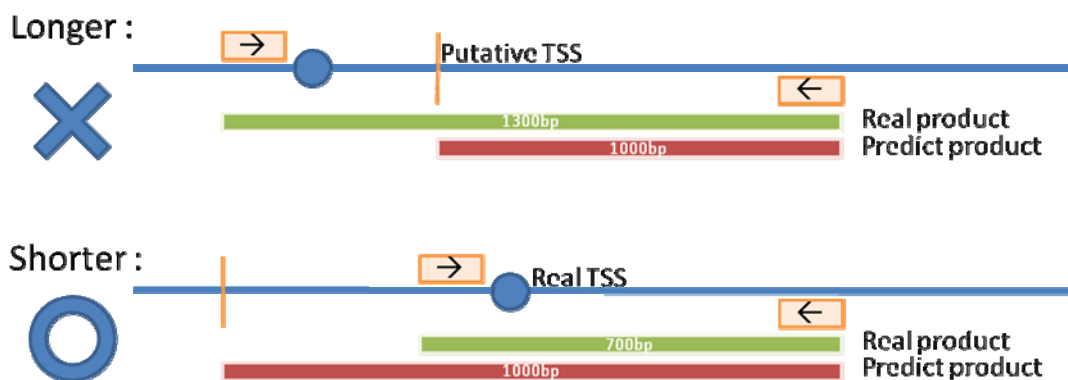 Longer :
→
Putative TSS
←
1300bp
Real product
1000bp
Predict product
Shorter :
→
Real TSS
←
700bp
Real product
1000bp
Predict product